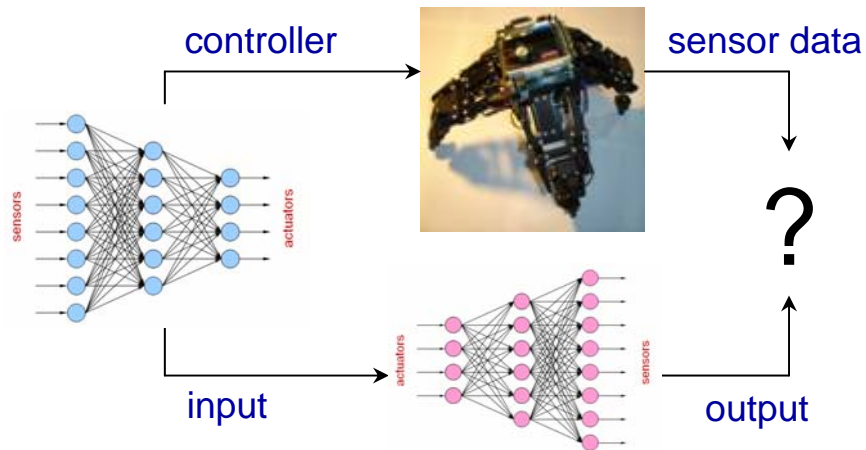 controller
sensor data
sensors
actuators
?
actuators
sensors
input
output